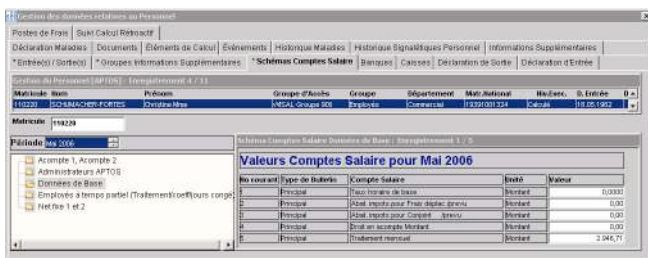 Gestion des données relatives au Personnel
Postes de Frais | Suivi Calcul Rétroactif
Déclaration Maladies | Documents | Éléments de Calcul | Événements | Historique Maladies | Historique Signalétiques Personnel | Informations Supplémentaires
* Entrée(s) / Sortie(s) | * Groupes Informations Supplémentaires | * Schémas Comptes Salaire | Banques | Caisses | Déclaration de Sortie | Déclaration d'Entrée
Gestion du Personnel [APTOS] : Enregistrement 4 / 11
Matricule Nom Prénom Groupe d'Accès Groupe Département Matr.National Niv.Exec. D. Entrée D
110220 SCHUMACHER-FORTES Christine Mme Employés Commercial 19391001324 Calculé 16.05.1962
Matricule 110220
Période Mai 2006
Schéma Comptes Salaire Données de Base : Enregistrement 1 / 5
Acompte 1, Acompte 2
Administrateurs APTOS
Données de Base
Employés à temps partiel (Traitement/coeff/jours congé)
Net fixe 1 et 2
Valeurs Comptes Salaire pour Mai 2006
No courant Type de Bulletin Compte Salaire Unité Valeur
1 Principal Taux horaire de base Montant 0,0000
2 Principal Abat. impots pour Frais déplac /prevu Montant 0,00
3 Principal Abat. impots pour Conjoint /prevu Montant 0,00
4 Principal Droit en acompte Montant Montant 0,00
5 Principal Traitement mensuel Montant 2.946,71